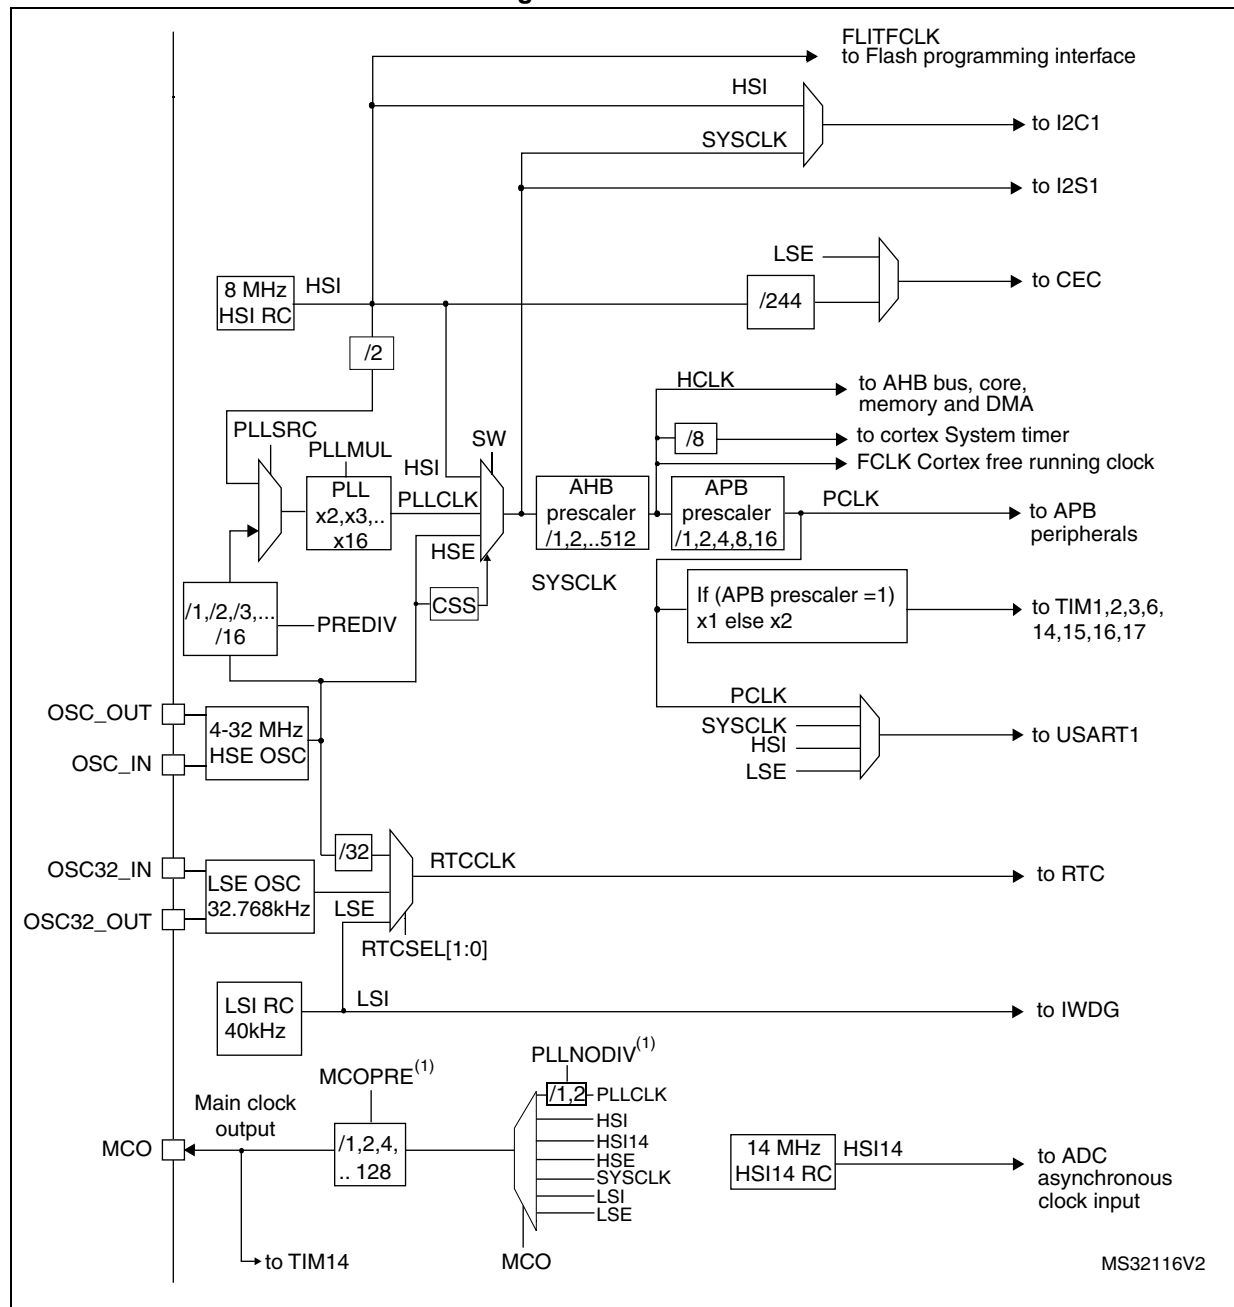 FLITFCLK
to Flash programming interface
HSI
to I2C1
SYSCLK
to I2S1
LSE
8 MHz
HSI RC
HSI
/244
to CEC
/2
HCLK
to AHB bus, core,
memory and DMA
PLLSRC
PLLMUL
SW
/8
to cortex System timer
FCLK Cortex free running clock
HSI
PLL
x2,x3,..
x16
PLLCLK
AHB
prescaler
/1,2,..512
APB
prescaler
/1,2,4,8,16
PCLK
to APB
peripherals
HSE
SYSCLK
CSS
If (APB prescaler =1)
x1 else x2
to TIM1,2,3,6,
14,15,16,17
/1,/2,/3,...
/16
PREDIV
PCLK
OSC_OUT
SYSCLK
4-32 MHz
HSE OSC
HSI
to USART1
OSC_IN
LSE
/32
OSC32_IN
RTCCLK
to RTC
LSE OSC
32.768kHz
LSE
OSC32_OUT
RTCSEL[1:0]
LSI RC
40kHz
LSI
to IWDG
PLLNODIV(1)
MCOPRE(1)
/1,2
PLLCLK
Main clock
output
HSI
MCO
/1,2,4,
.. 128
HSI14
HSE
SYSCLK
LSI
LSE
14 MHz
HSI14 RC
HSI14
to ADC
asynchronous
clock input
to TIM14
MCO
MS32116V2